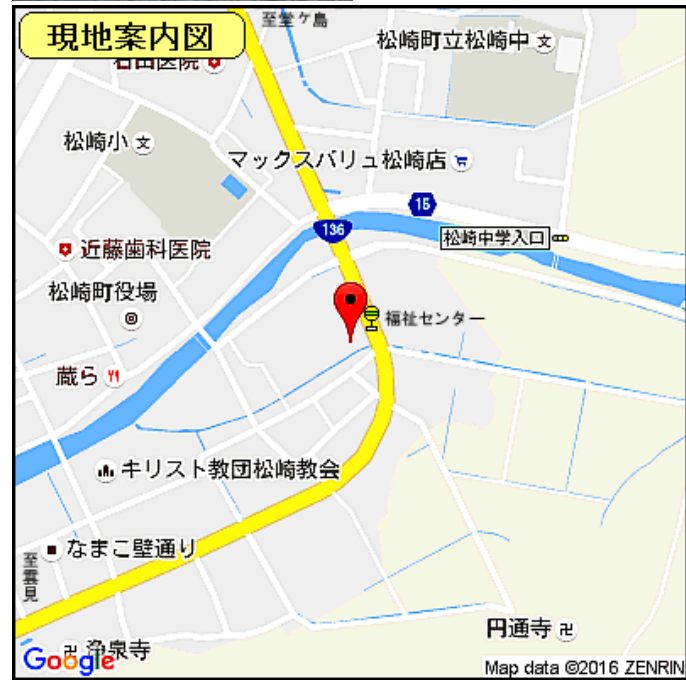 至堂ケ島
現地案内図
松崎町立松崎中
石田医院
松崎小
マックスバリュ松崎店
15
136
松崎中学入口
近藤歯科医院
松崎町役場
福祉センター
蔵ら
キリスト教団松崎教会
なまこ壁通り
至雲見
円通寺
浄泉寺
Google
Map data ©2016 ZENRIN